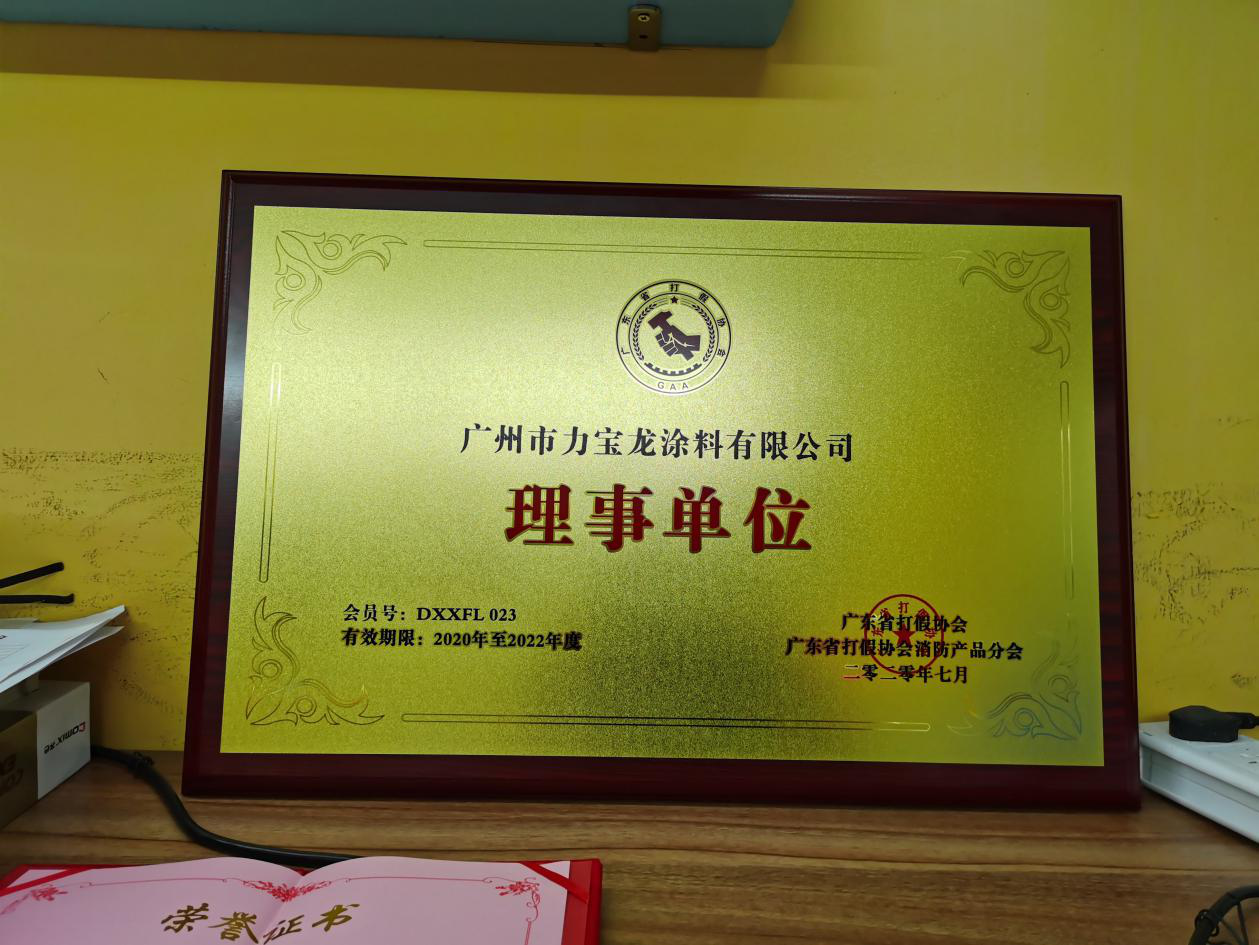 广东省打假协会
GAA
广州市力宝龙涂料有限公司
理事单位
会员号：DXXFL 023
有效期限：2020年至2022年度
广东省打假协会
广东省打假协会消防产品分会
二零二零年七月
Comix
荣誉证书